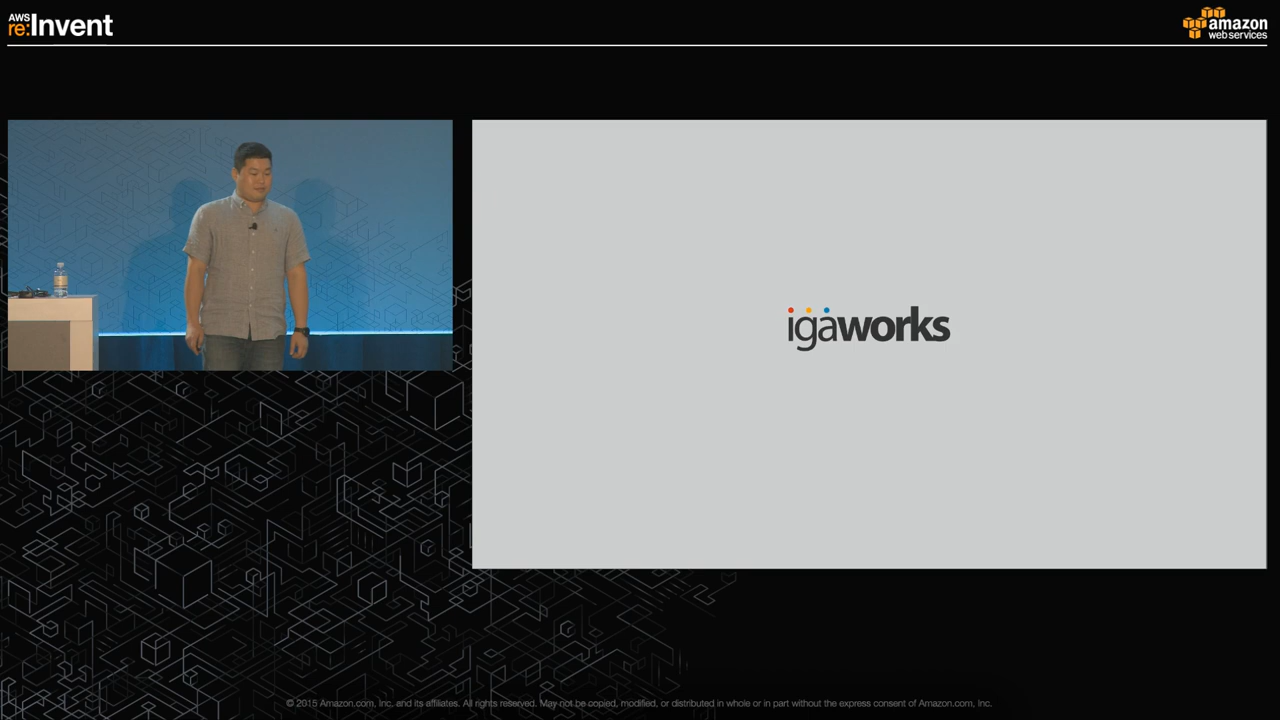 AWS
re:Invent
amazon
web services
igaworks
© 2015 Amazon.com, Inc. and its affiliates. All rights reserved. May not be copied, modified, or distributed in whole or in part without the express consent of Amazon.com, Inc.